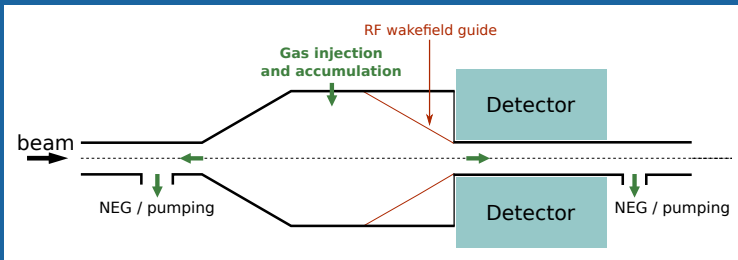 RF wakefield guide
Gas injection
and accumulation
Detector
beam
NEG / pumping
NEG / pumping
Detector